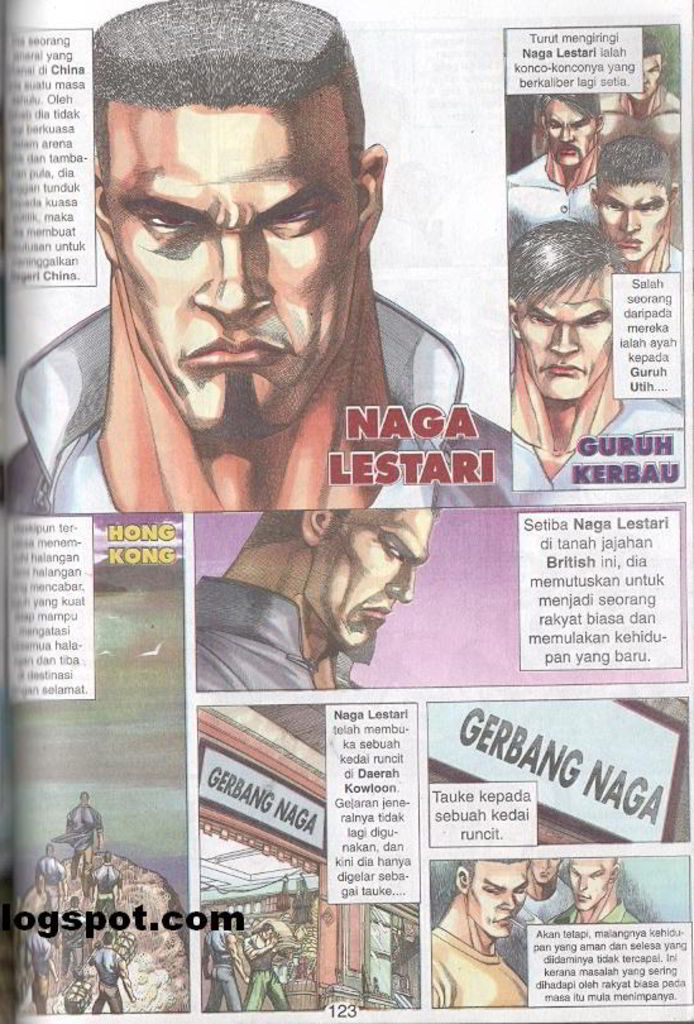 seorang
yang
di China
suatu masa
Oleh
dia tidak
berkuasa
arena
dan tamba-
pula, dia
tunduk
kuasa
maka
membuat
untuk
China.
NAGA
LESTARI
Turut mengiringi
Naga Lestari ialah
konco-konconya yang
berkaliber lagi setia.
Salah
seorang
daripada
mereka
ialah ayah
kepada
Guruh
Utih....
GURUH
KERBAU
ter-
menem-
halangan
halangan
mencabar,
yang kuat
mampu
mengatasi
hala-
dan tiba
destinasi
selamat.
HONG
KONG
Setiba Naga Lestari
di tanah jajahan
British ini, dia
memutuskan untuk
menjadi seorang
rakyat biasa dan
memulakan kehidu-
pan yang baru.
GERBANG NAGA
Naga Lestari
telah membu-
ka sebuah
kedai runcit
di Daerah
Kowloon.
Gelaran jene-
ralnya tidak
lagi digu-
nakan, dan
kini dia hanya
digelar seba-
gai tauke....
GERBANG NAGA
Tauke kepada
sebuah kedai
runcit.
Akan tetapi, malangnya kehidu-
pan yang aman dan selesa yang
diidaminya tidak tercapai. Ini
kerana masalah yang sering
dihadapi oleh rakyat biasa pada
masa itu mula menimpanya.
logspot.com
123